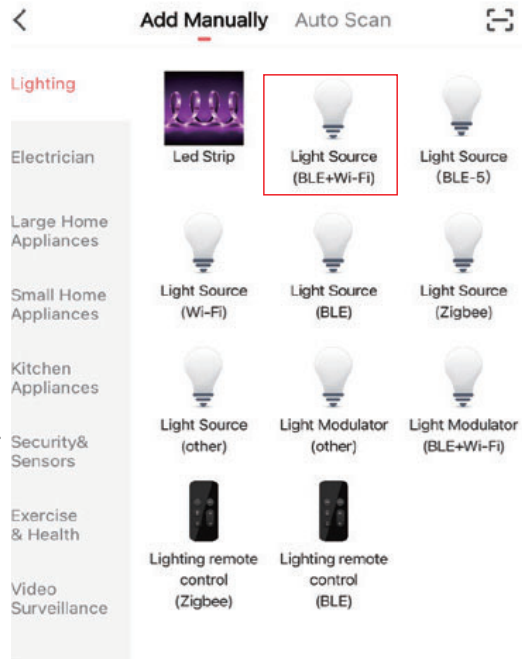 Add Manually
Auto Scan
Lighting
Electrician
Large Home
Appliances
Small Home
Appliances
Kitchen
Appliances
Security&
Sensors
Exercise
& Health
Video
Surveillance
Led Strip
Light Source
(BLE+Wi-Fi)
Light Source
(BLE-5)
Light Source
(Wi-Fi)
Light Source
(BLE)
Light Source
(Zigbee)
Light Source
(other)
Light Modulator
(other)
Light Modulator
(BLE+Wi-Fi)
Lighting remote
control
(Zigbee)
Lighting remote
control
(BLE)